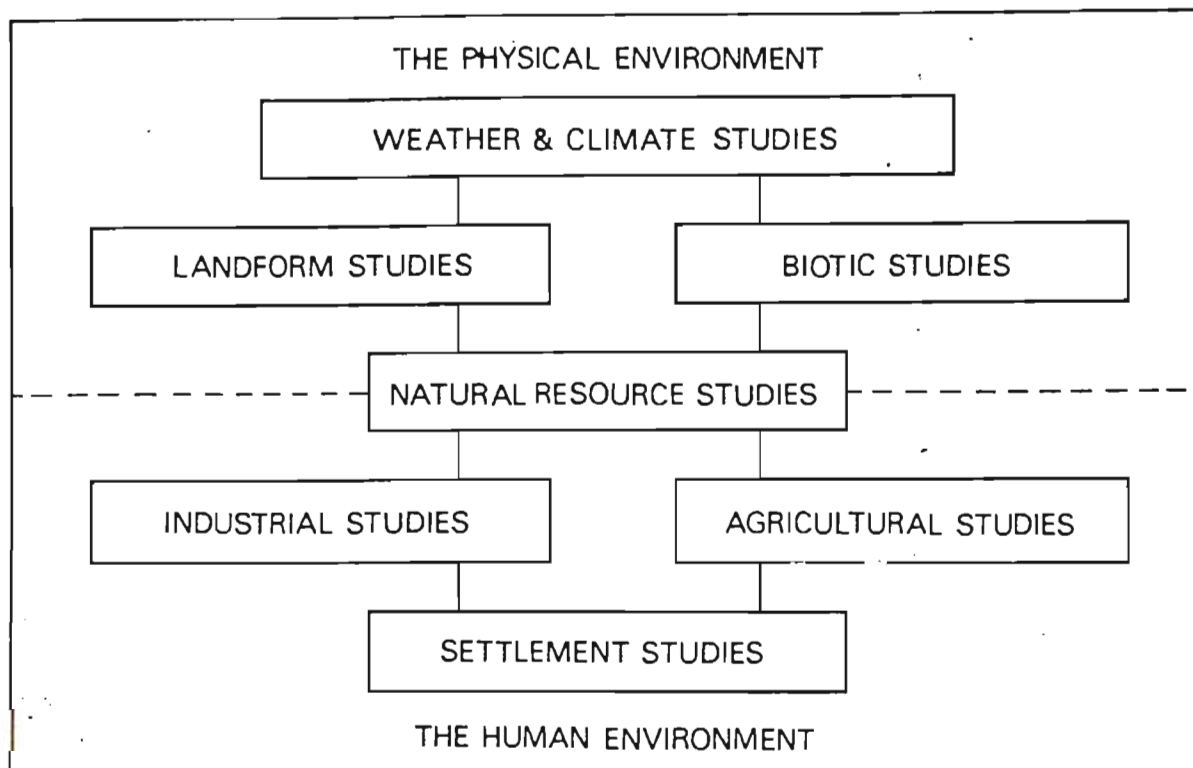 THE PHYSICAL ENVIRONMENT
WEATHER & CLIMATE STUDIES
LANDFORM STUDIES
BIOTIC STUDIES
NATURAL RESOURCE STUDIES
INDUSTRIAL STUDIES
AGRICULTURAL STUDIES
SETTLEMENT STUDIES
THE HUMAN ENVIRONMENT